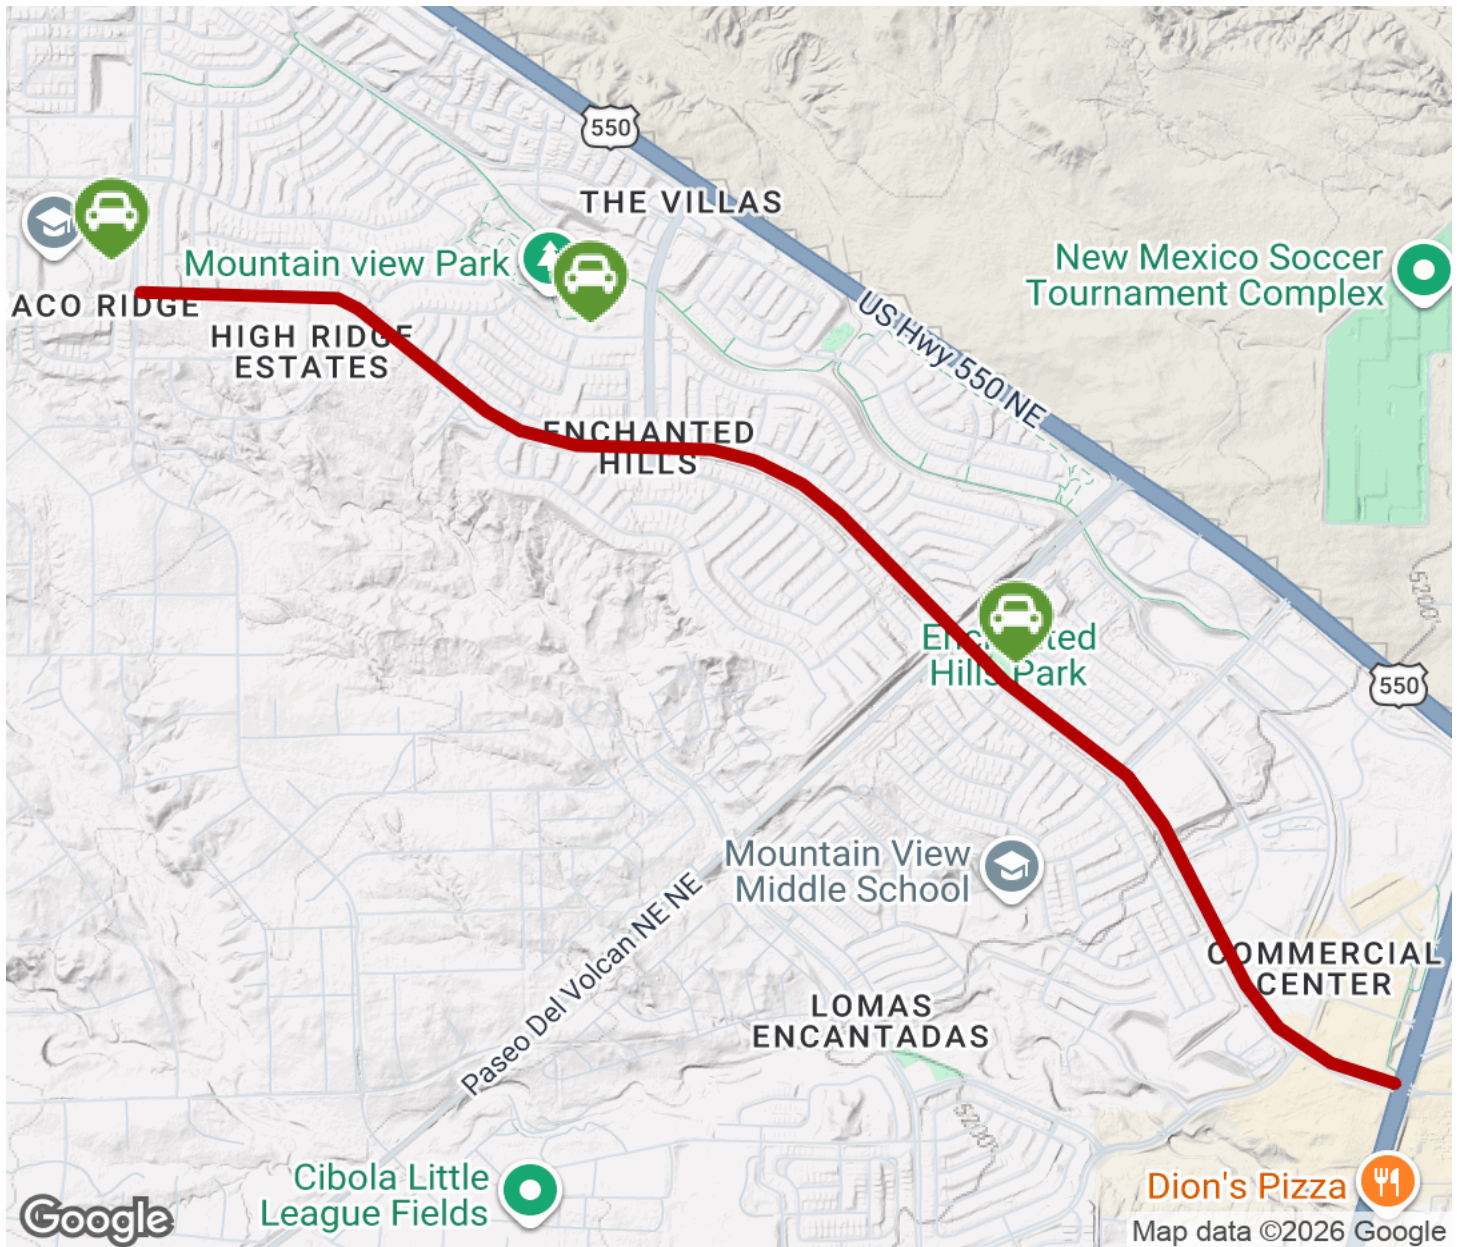 550
THE VILLAS
Mountain view Park
New Mexico Soccer
Tournament Complex
ACO RIDGE
HIGH RIDGE
ESTATES
US Hwy 550 NE
ENCHANTED
HILLS
5200'
Enchanted
Hills Park
550
Mountain View
Middle School
Paseo Del Volcan NE NE
COMMERCIAL
CENTER
LOMAS
ENCANTADAS
5200'
Cibola Little
League Fields
Dion's Pizza
Google
Map data ©2026 Google